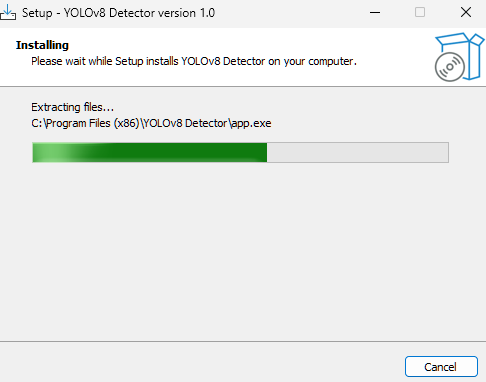 Setup - YOLOv8 Detector version 1.0
Installing
Please wait while Setup installs YOLOv8 Detector on your computer.
Extracting files...
C:\Program Files (x86)\YOLOv8 Detector\app.exe
Cancel